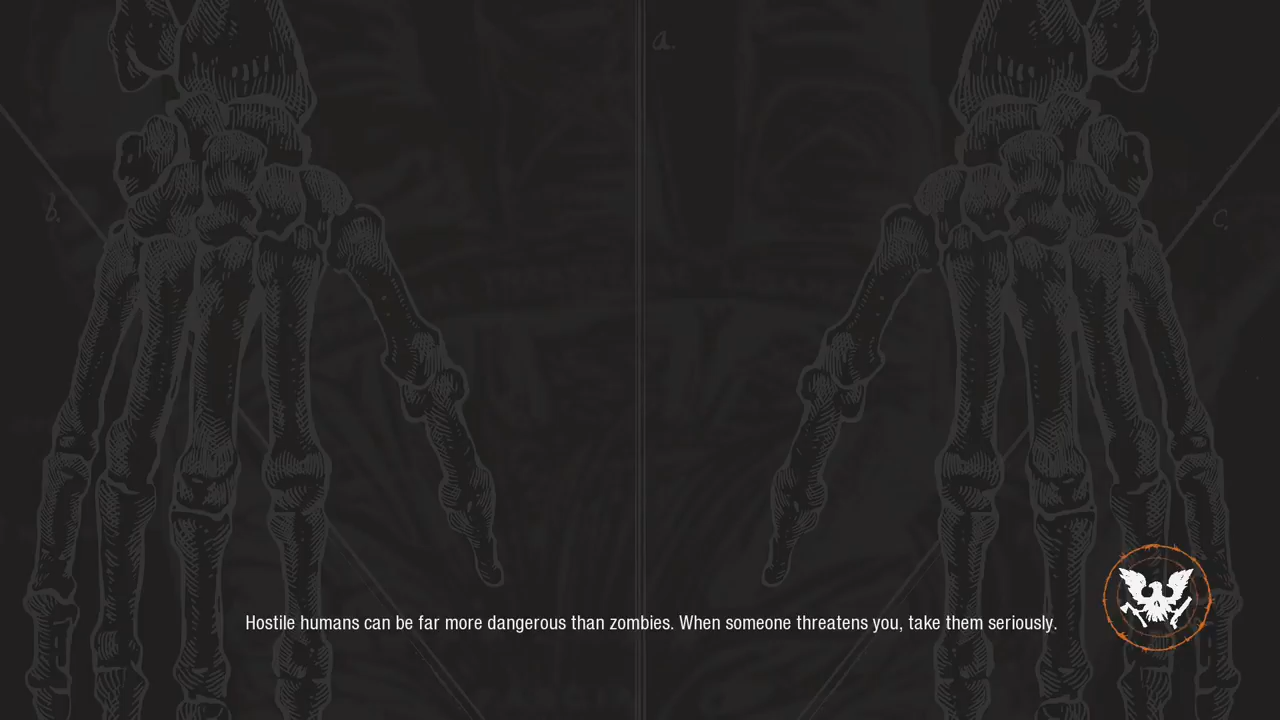 a.
b.
c.
Hostile humans can be far more dangerous than zombies. When someone threatens you, take them seriously.